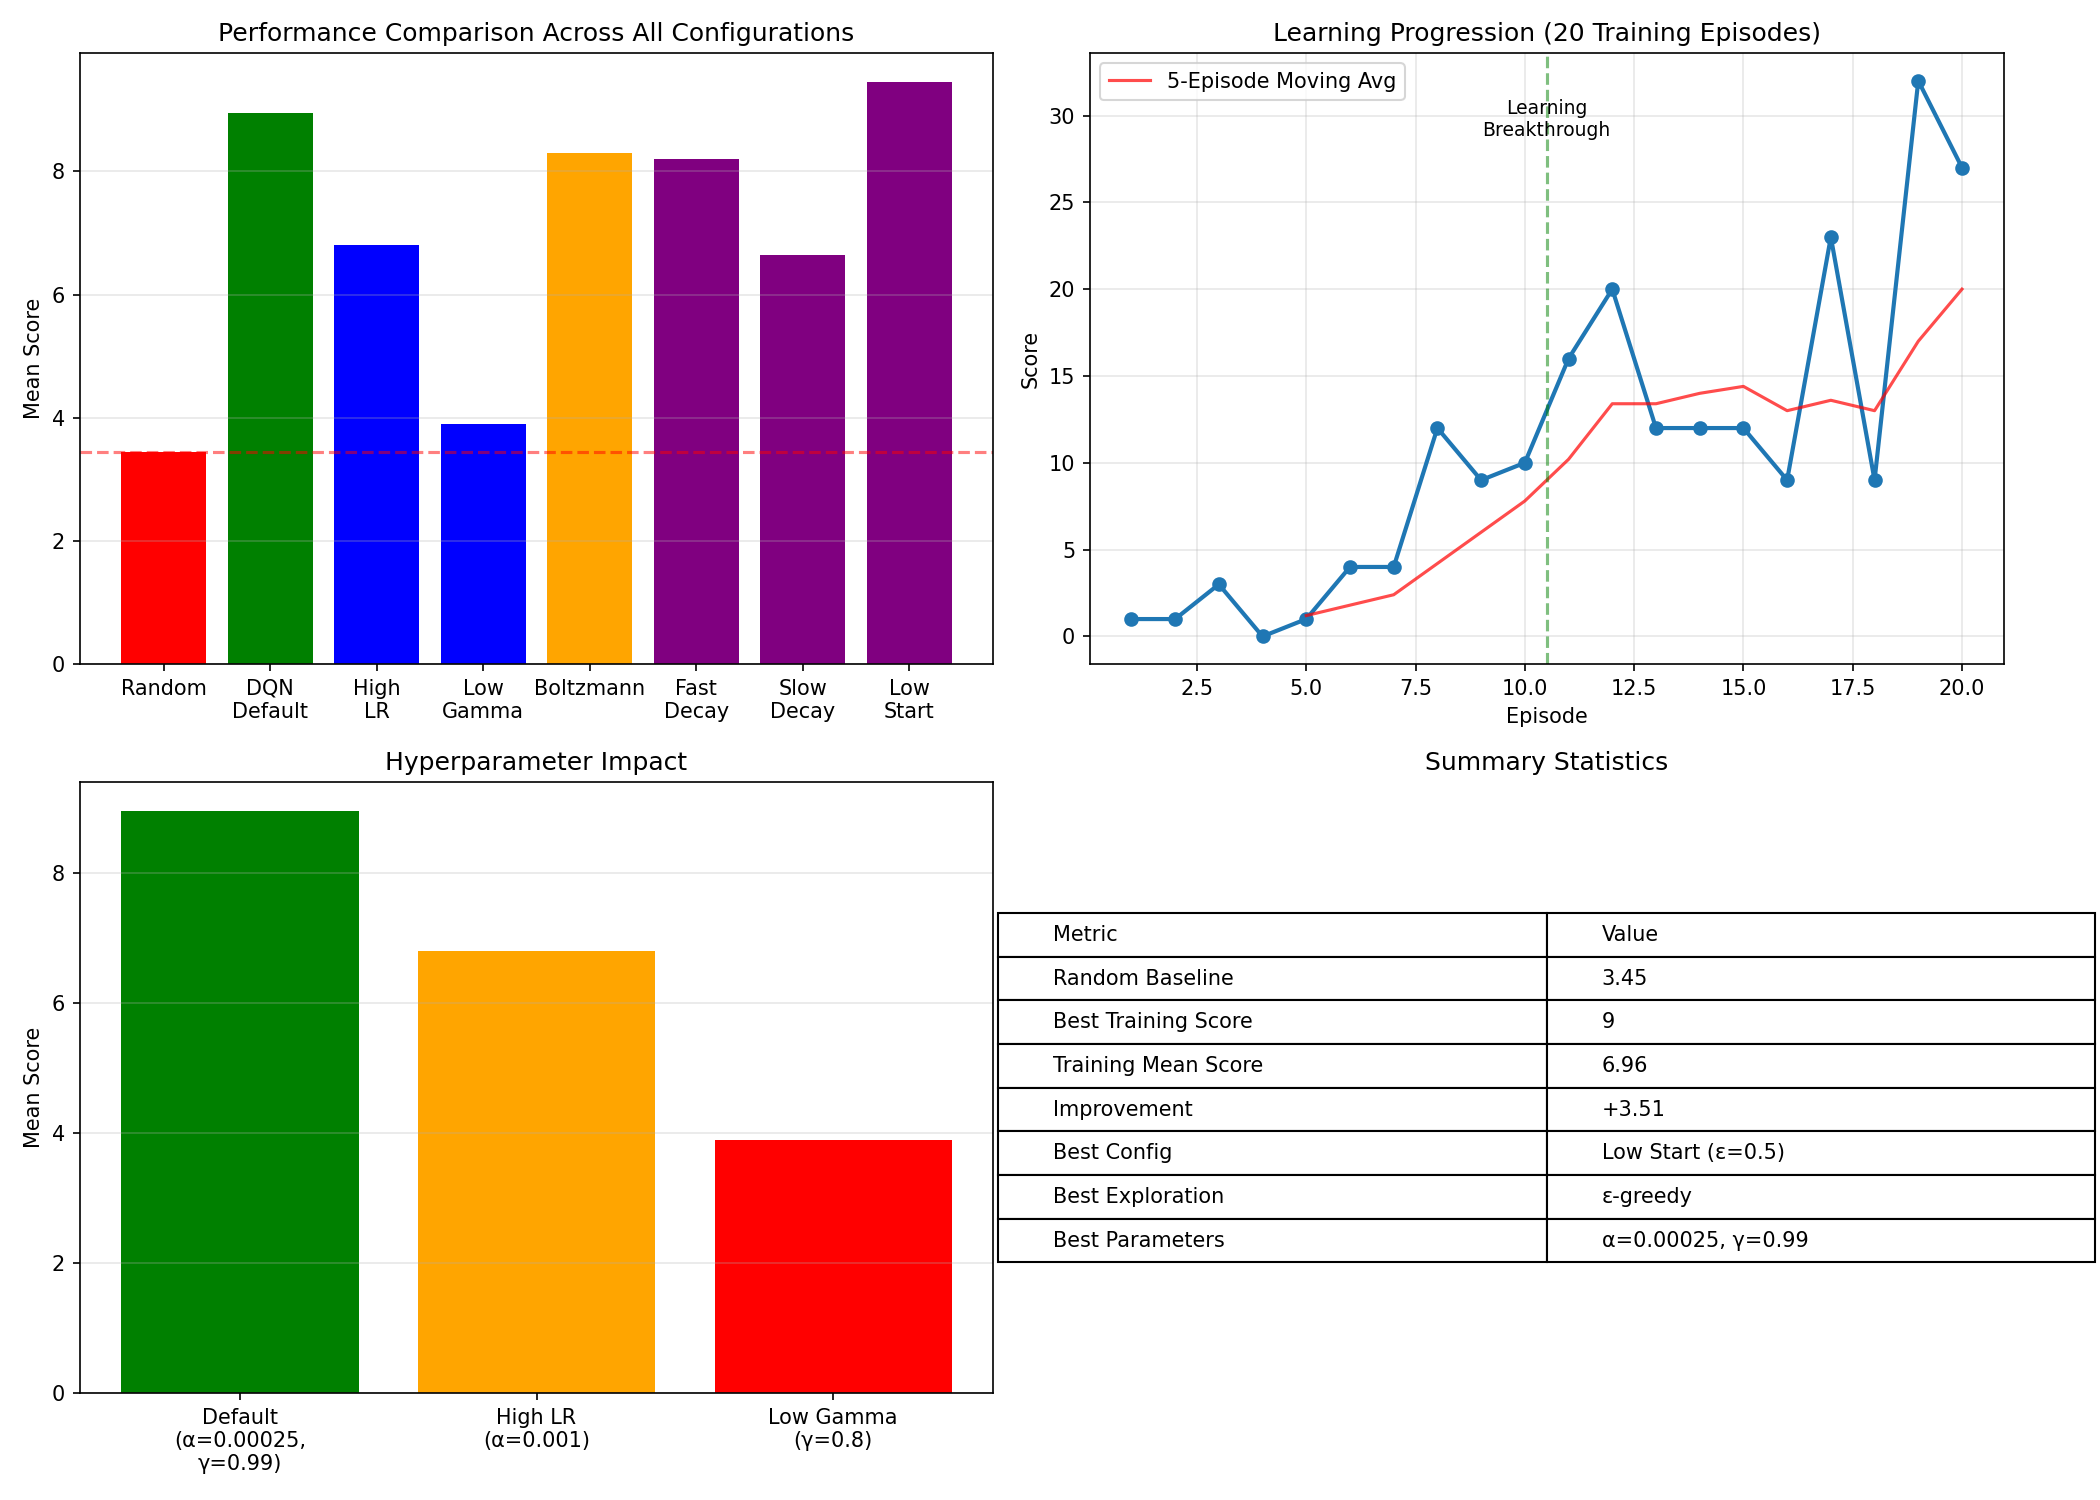 Performance Comparison Across All Configurations
Mean Score
8
6
4
2
0
Random
DQN
Default
High
LR
Low
Gamma
Boltzmann
Fast
Decay
Slow
Decay
Low
Start
Learning Progression (20 Training Episodes)
5-Episode Moving Avg
Learning
Breakthrough
Score
30
25
20
15
10
5
0
2.5
5.0
7.5
10.0
12.5
15.0
17.5
20.0
Episode
Hyperparameter Impact
Mean Score
8
6
4
2
0
Default
(α=0.00025,
γ=0.99)
High LR
(α=0.001)
Low Gamma
(γ=0.8)
Summary Statistics
Metric Value
Random Baseline 3.45
Best Training Score 9
Training Mean Score 6.96
Improvement +3.51
Best Config Low Start (ε=0.5)
Best Exploration ε-greedy
Best Parameters α=0.00025, γ=0.99